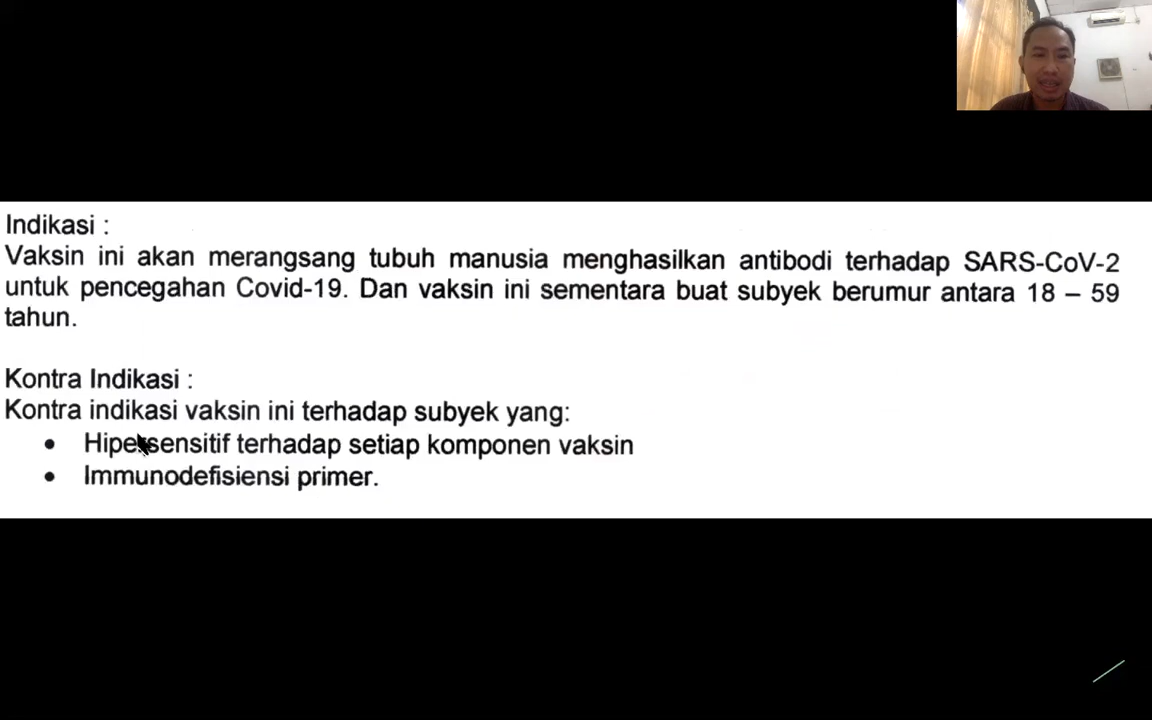 Indikasi :
Vaksin ini akan merangsang tubuh manusia menghasilkan antibodi terhadap SARS-CoV-2
untuk pencegahan Covid-19. Dan vaksin ini sementara buat subyek berumur antara 18 – 59
tahun.
Kontra Indikasi :
Kontra indikasi vaksin ini terhadap subyek yang:
• Hipersensitif terhadap setiap komponen vaksin
• Immunodefisiensi primer.